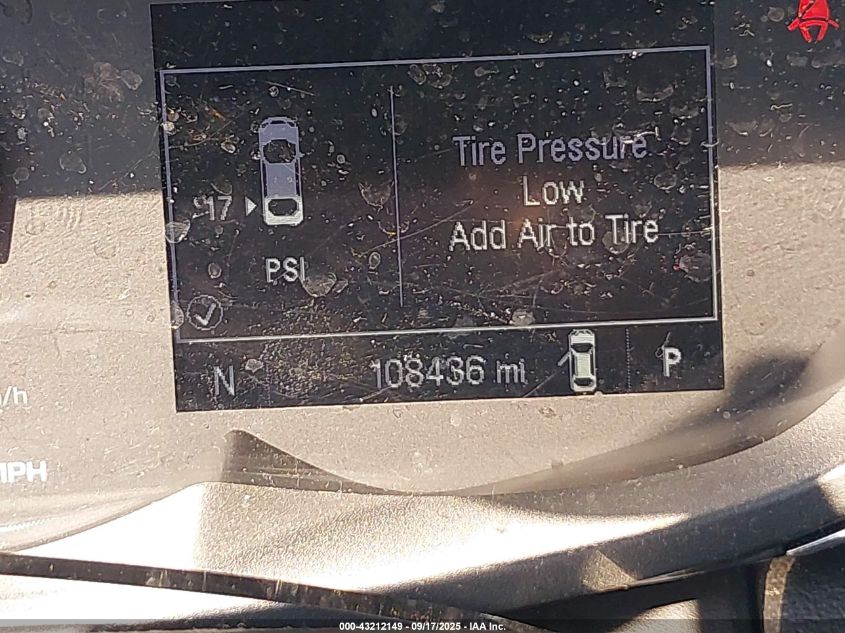 Tire Pressure
Low
Add Air to Tire
17
PSI
N
108436 mi
P
MPH
000-43212149 - 09/17/2025 - IAA Inc.